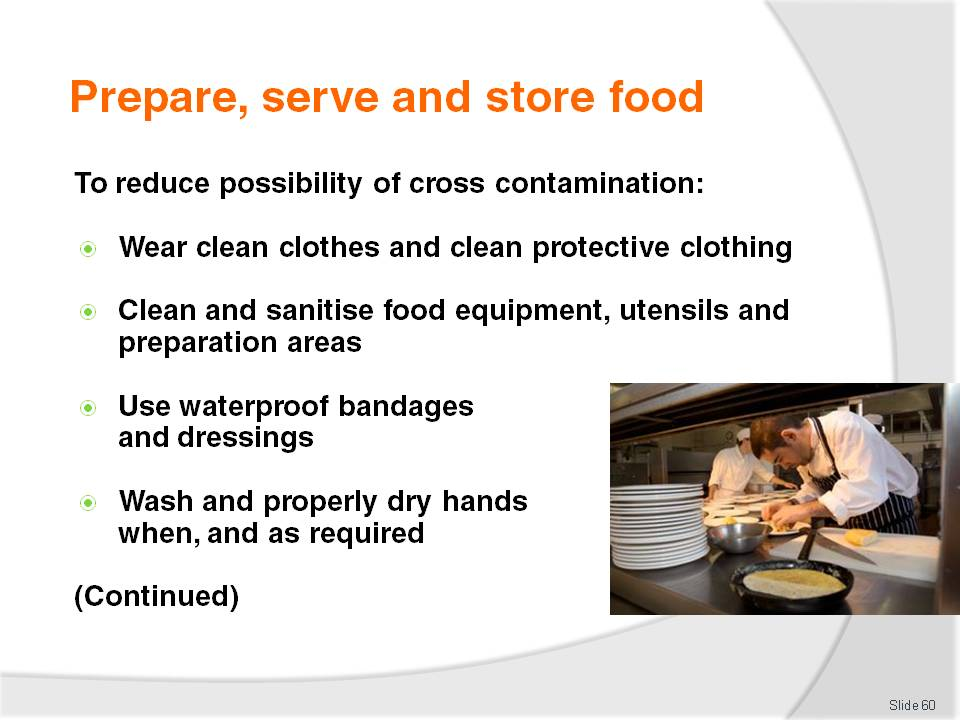 Prepare, serve and store food
To reduce possibility of cross contamination:
Wear clean clothes and clean protective clothing
Clean and sanitise food equipment, utensils and
preparation areas
Use waterproof bandages
and dressings
Wash and properly dry hands
when, and as required
(Continued)
Slide 60